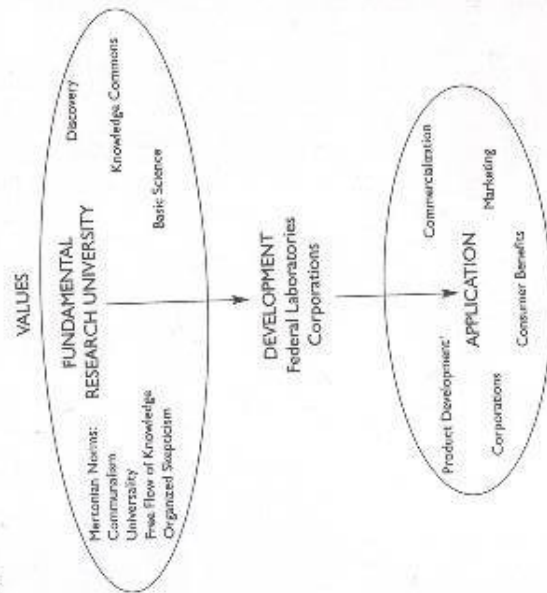 VALUES
FUNDAMENTAL
RESEARCH UNIVERSITY
Mertonian Norms:
Communalism
Universality
Free Flow of Knowledge
Organized Skepticism
Discovery
Knowledge Commons
Basic Science
DEVELOPMENT
Federal Laboratories
Corporations
Product Development'
Commercialization
APPLICATION
Corporations
Marketing
Consumer Benefits